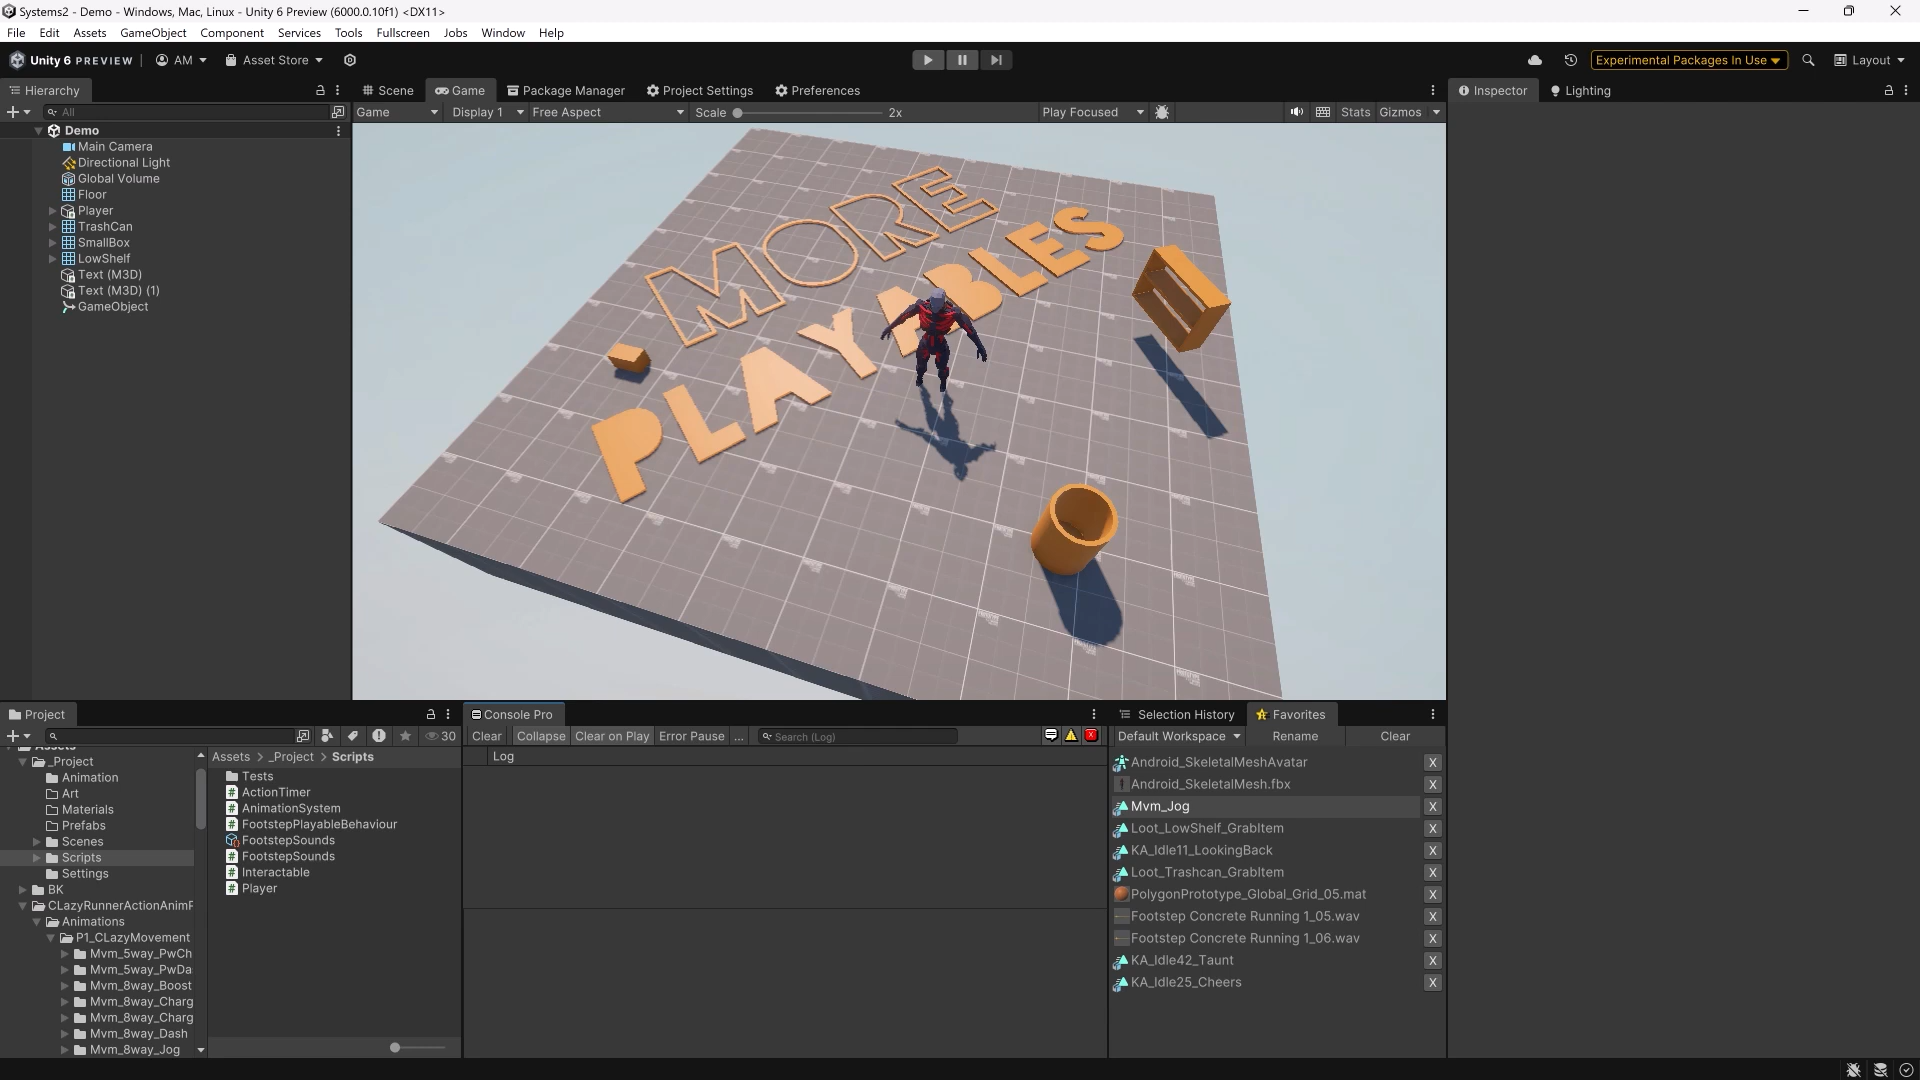 Systems2 - Demo - Windows, Mac, Linux - Unity 6 Preview (6000.0.10f1) <DX11>
File Edit Assets GameObject Component Services Tools Fullscreen Jobs Window Help
Unity 6 PREVIEW AM Asset Store Experimental Packages In Use Layout
Hierarchy
All
Demo
Main Camera
Directional Light
Global Volume
Floor
Player
TrashCan
SmallBox
LowShelf
Text (M3D)
Text (M3D) (1)
GameObject
Scene Game Package Manager Project Settings Preferences
Game Display 1 Free Aspect Scale 2x Play Focused Stats Gizmos
MORE
PLAYABLES
Inspector Lighting
Project
30
Assets
_Project
Animation
Art
Materials
Prefabs
Scenes
Scripts
Settings
BK
CLazyRunnerActionAnimP
Animations
P1_CLazyMovement
Mvm_5way_PwCh
Mvm_5way_PwDa
Mvm_8way_Boost
Mvm_8way_Charg
Mvm_8way_Charg
Mvm_8way_Dash
Mvm_8way_Jog
Assets > _Project > Scripts
Tests
ActionTimer
AnimationSystem
FootstepPlayableBehaviour
FootstepSounds
FootstepSounds
Interactable
Player
Console Pro
Clear Collapse Clear on Play Error Pause ... Search (Log)
Log
Selection History Favorites
Default Workspace Rename Clear
Android_SkeletalMeshAvatar X
Android_SkeletalMesh.fbx X
Mvm_Jog X
Loot_LowShelf_GrabItem X
KA_Idle11_LookingBack X
Loot_Trashcan_GrabItem X
PolygonPrototype_Global_Grid_05.mat X
Footstep Concrete Running 1_05.wav X
Footstep Concrete Running 1_06.wav X
KA_Idle42_Taunt X
KA_Idle25_Cheers X